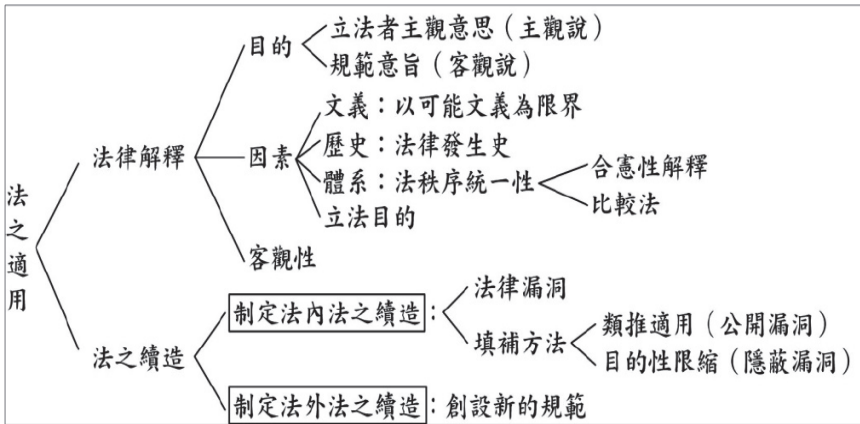 法之適用
法律解釋
目的
立法者主觀意思（主觀說）
規範意旨（客觀說）
因素
文義：以可能文義為限界
歷史：法律發生史
體系：法秩序統一性
合憲性解釋
比較法
立法目的
客觀性
法之續造
制定法內法之續造：
法律漏洞
填補方法
類推適用（公開漏洞）
目的性限縮（隱蔽漏洞）
制定法外法之續造：創設新的規範